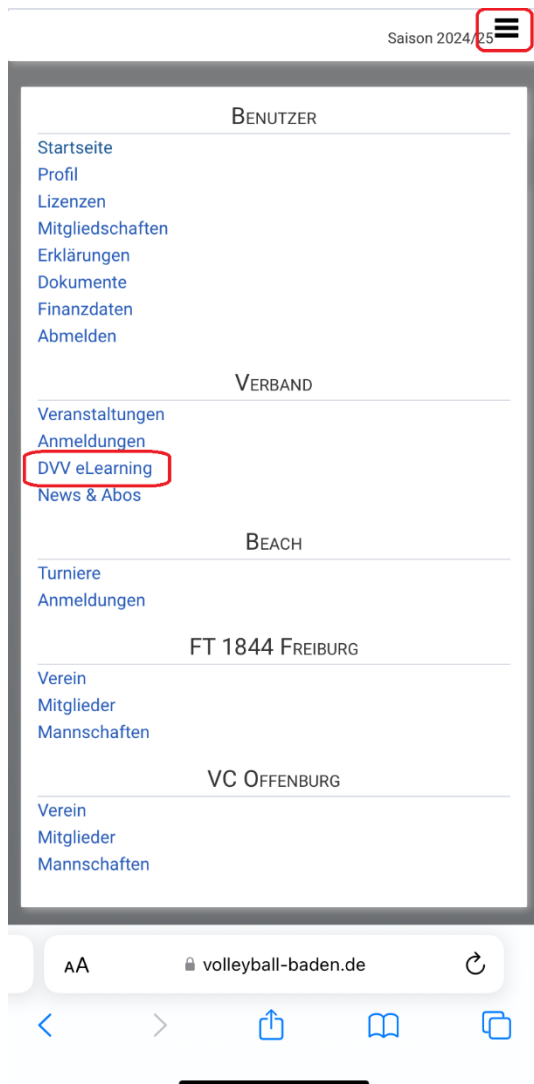 Saison 2024/25
Benutzer
Startseite
Profil
Lizenzen
Mitgliedschaften
Erklärungen
Dokumente
Finanzdaten
Abmelden
Verband
Veranstaltungen
Anmeldungen
DVV eLearning
News & Abos
Beach
Turniere
Anmeldungen
FT 1844 Freiburg
Verein
Mitglieder
Mannschaften
VC Offenburg
Verein
Mitglieder
Mannschaften
AA volleyball-baden.de